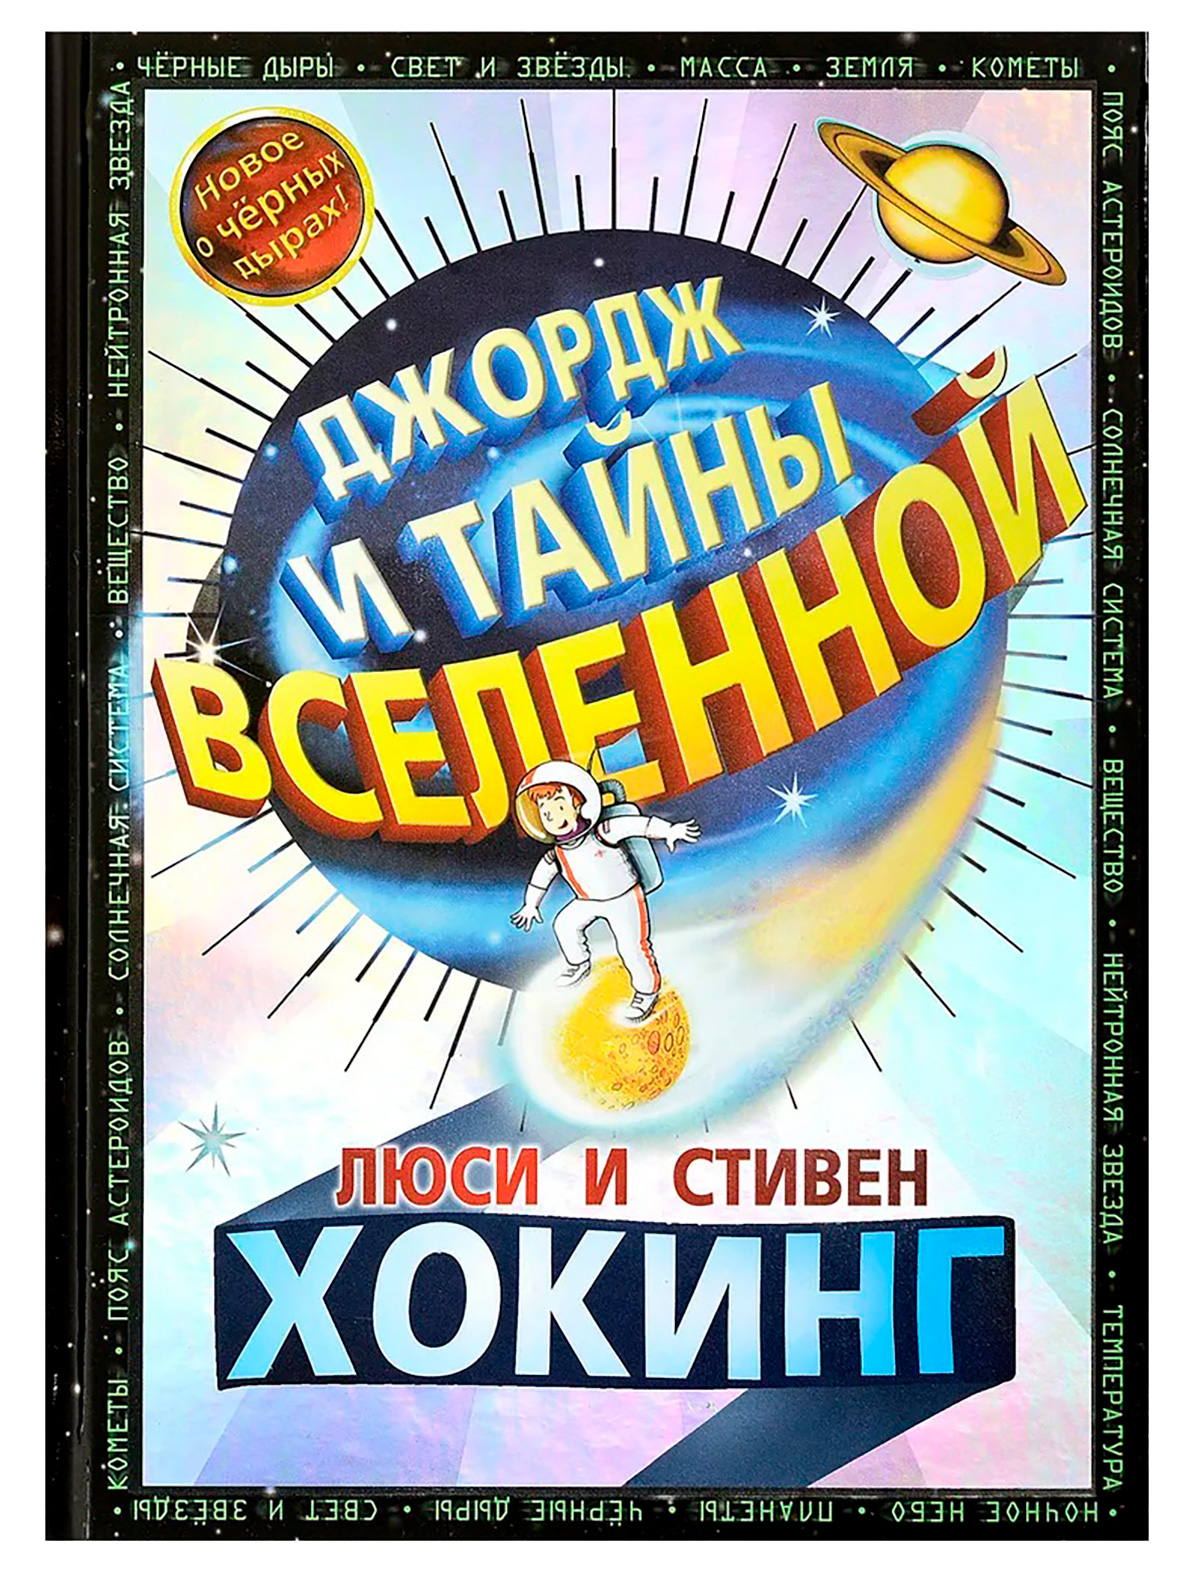 • ЧЁРНЫЕ ДЫРЫ • СВЕТ И ЗВЁЗДЫ • МАССА • ЗЕМЛЯ • КОМЕТЫ •
Новое
о чёрных
дырах!
ДЖОРДЖ
И ТАЙНЫ
ВСЕЛЕННОЙ
ЛЮСИ И СТИВЕН
ХОКИНГ
ПОЯС АСТЕРОИДОВ • СОЛНЕЧНАЯ СИСТЕМА • ВЕЩЕСТВО • НЕЙТРОННАЯ ЗВЕЗДА • ТЕМПЕРАТУРА
• НОЧНОЕ НЕБО • ПЛАНЕТЫ • ЧЁРНЫЕ ДЫРЫ • СВЕТ И ЗВЁЗДЫ •
КОМЕТЫ • ПОЯС АСТЕРОИДОВ • СОЛНЕЧНАЯ СИСТЕМА • ВЕЩЕСТВО • НЕЙТРОННАЯ ЗВЕЗДА